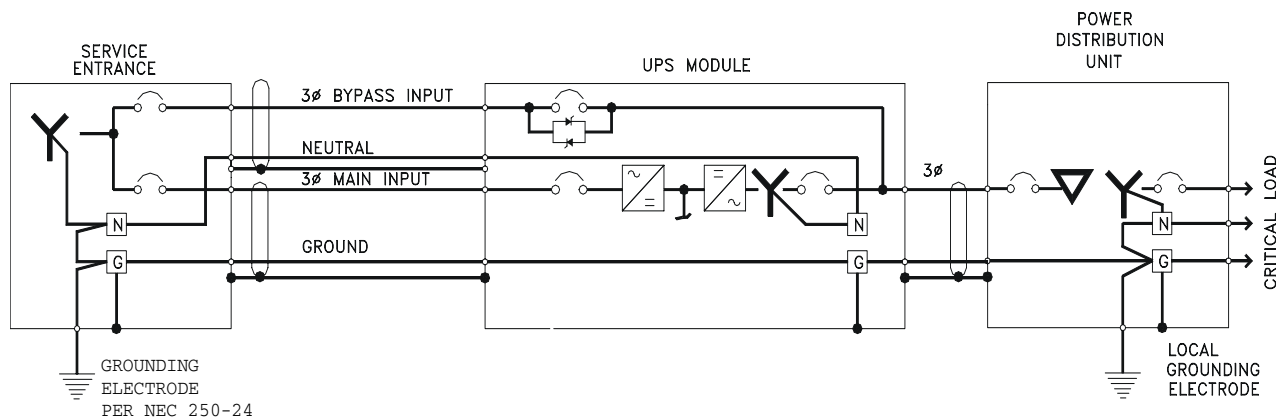 SERVICE
ENTRANCE
UPS MODULE
POWER
DISTRIBUTION
UNIT
3ø BYPASS INPUT
NEUTRAL
3ø MAIN INPUT
3ø
N
N
N
GROUND
G
G
G
CRITICAL LOAD
GROUNDING
ELECTRODE
PER NEC 250-24
LOCAL
GROUNDING
ELECTRODE